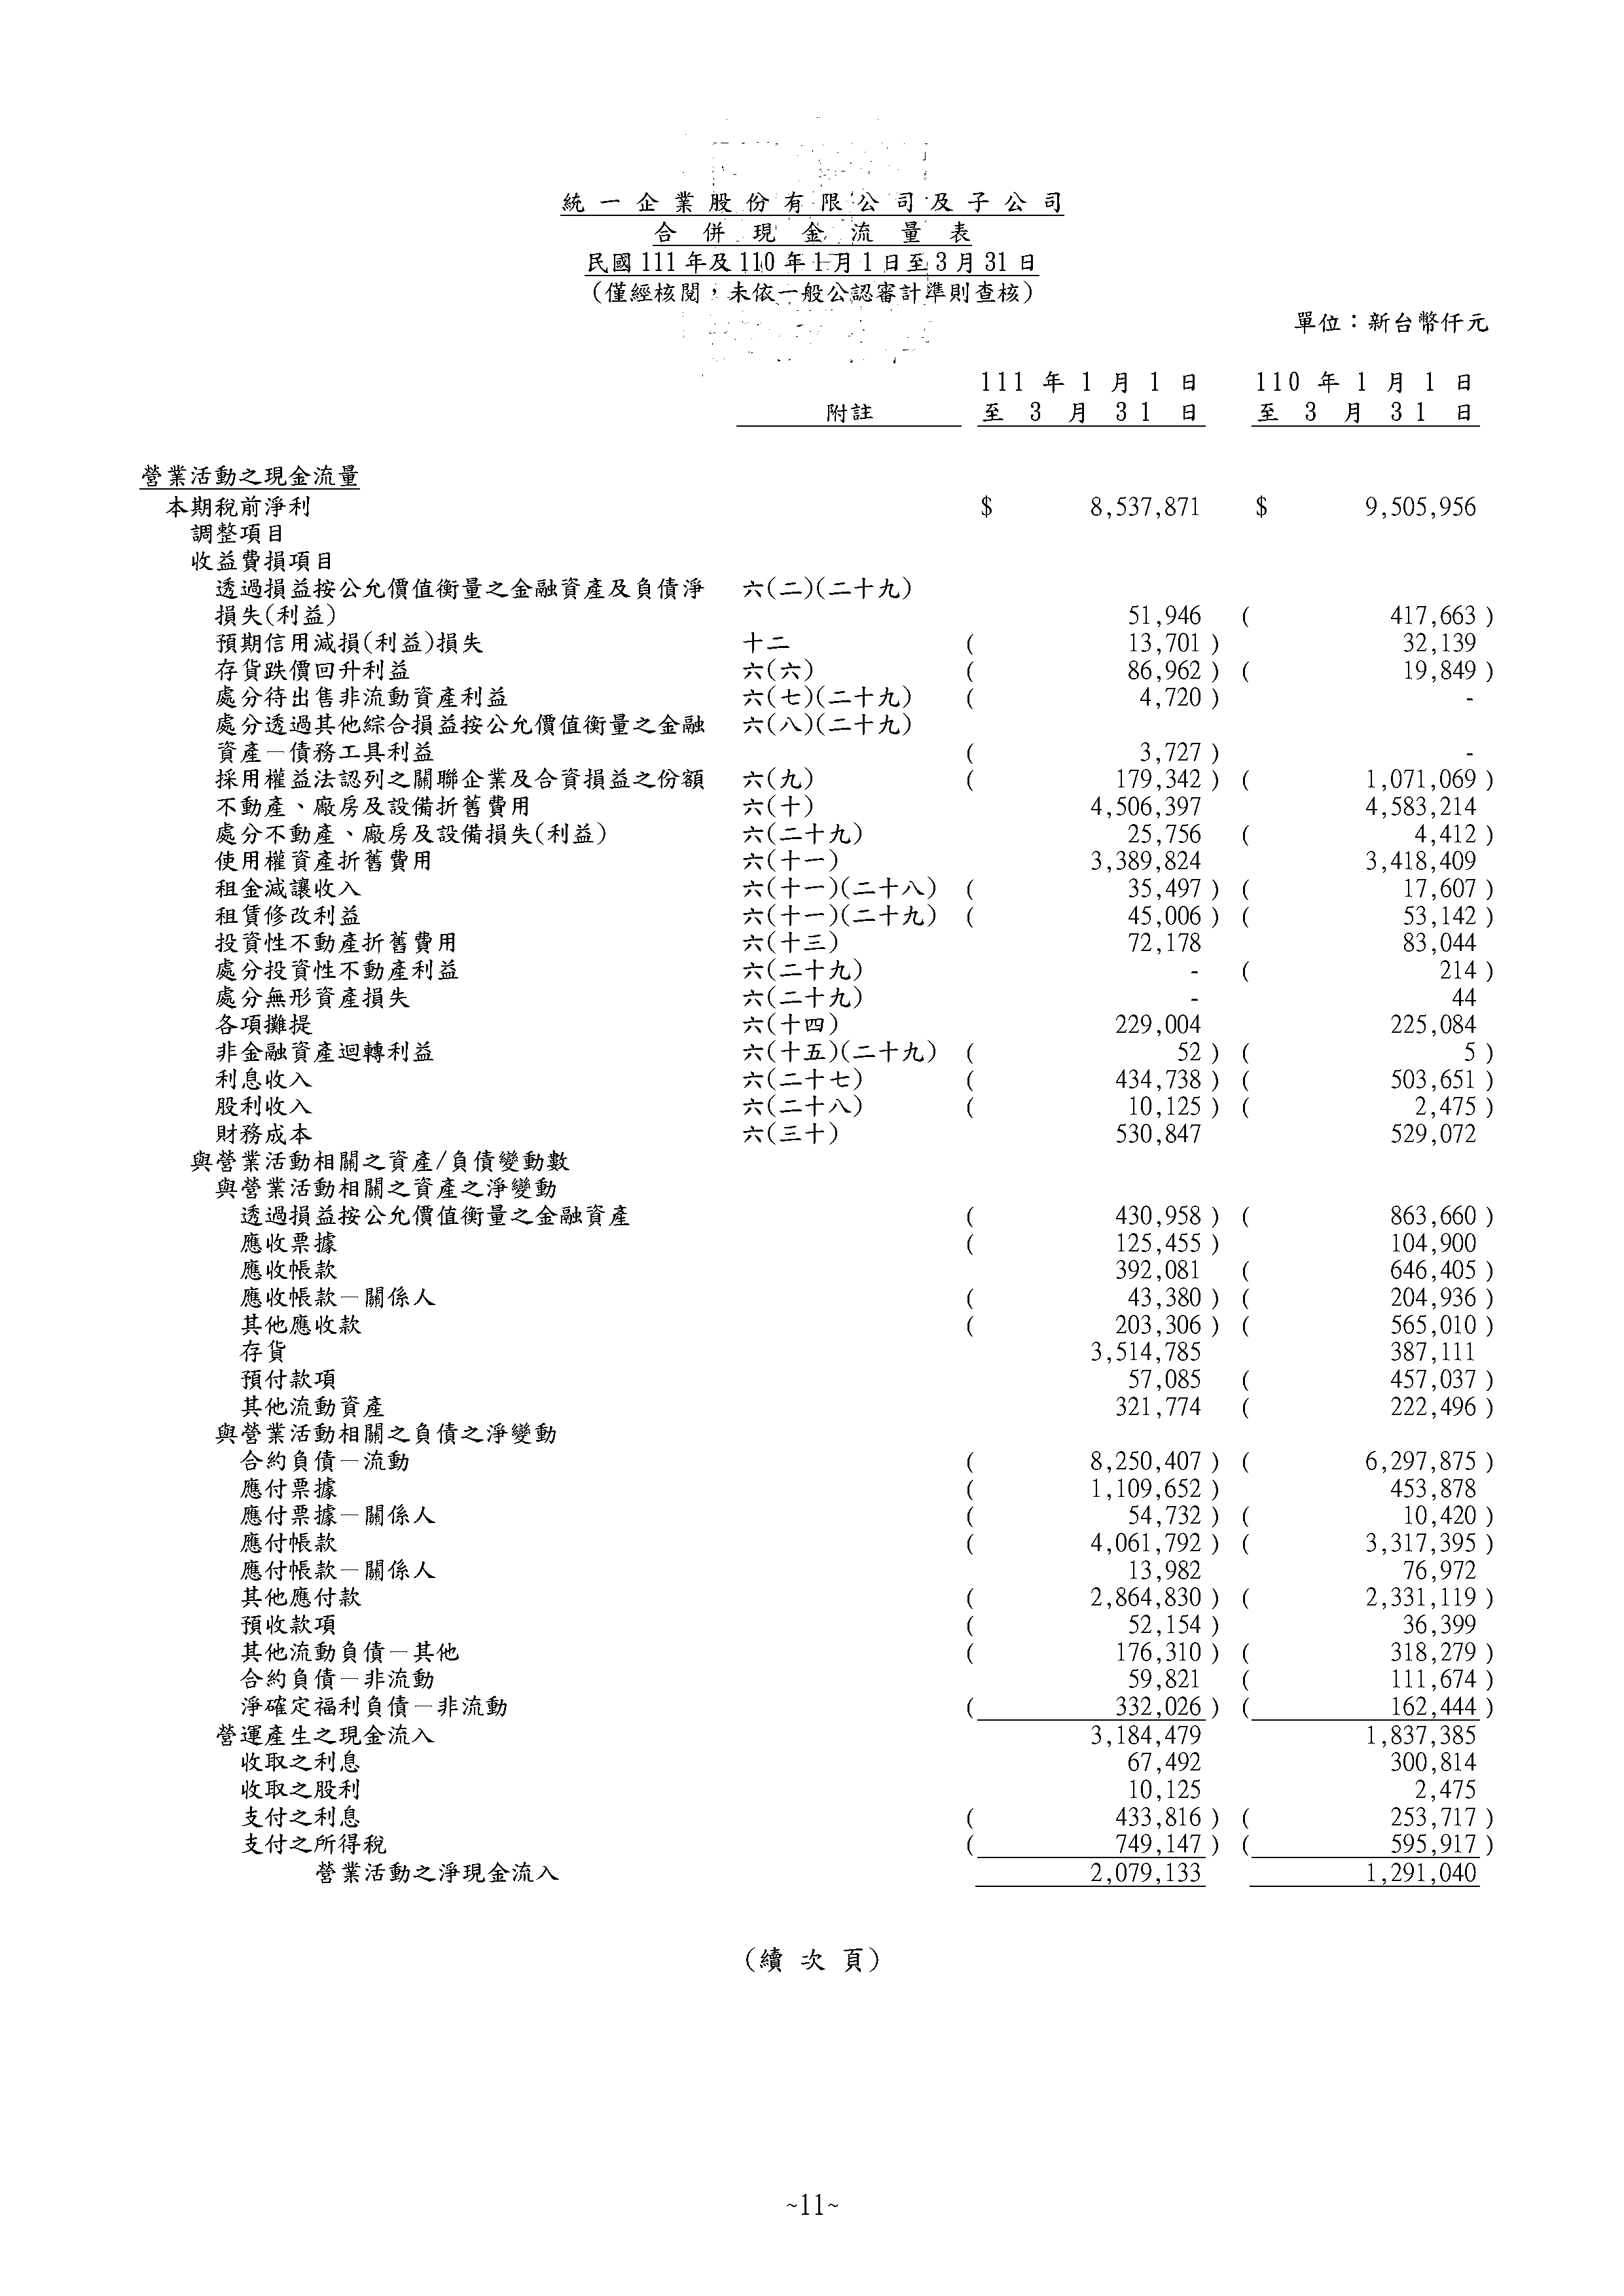 統一企業股份有限公司及子公司
合併現金流量表
民國111年及110年1月1日至3月31日
(僅經核閱，未依一般公認審計準則查核)
單位：新台幣仟元
111 年 1 月 1 日 110 年 1 月 1 日
附註 至 3 月 31 日 至 3 月 31 日
營業活動之現金流量
本期稅前淨利 $ 8,537,871 $ 9,505,956
調整項目
收益費損項目
透過損益按公允價值衡量之金融資產及負債淨 六(二)(二十九)
損失(利益) 51,946 ( 417,663 )
預期信用減損(利益)損失 十二 ( 13,701 ) 32,139
存貨跌價回升利益 六(六) ( 86,962 ) ( 19,849 )
處分待出售非流動資產利益 六(七)(二十九) ( 4,720 ) -
處分透過其他綜合損益按公允價值衡量之金融 六(八)(二十九)
資產－債務工具利益 ( 3,727 ) -
採用權益法認列之關聯企業及合資損益之份額 六(九) ( 179,342 ) ( 1,071,069 )
不動產、廠房及設備折舊費用 六(十) 4,506,397 4,583,214
處分不動產、廠房及設備損失(利益) 六(二十九) 25,756 ( 4,412 )
使用權資產折舊費用 六(十一) 3,389,824 3,418,409
租金減讓收入 六(十一)(二十八) ( 35,497 ) ( 17,607 )
租賃修改利益 六(十一)(二十九) ( 45,006 ) ( 53,142 )
投資性不動產折舊費用 六(十三) 72,178 83,044
處分投資性不動產利益 六(二十九) - ( 214 )
處分無形資產損失 六(二十九) - 44
各項攤提 六(十四) 229,004 225,084
非金融資產迴轉利益 六(十五)(二十九) ( 52 ) ( 5 )
利息收入 六(二十七) ( 434,738 ) ( 503,651 )
股利收入 六(二十八) ( 10,125 ) ( 2,475 )
財務成本 六(三十) 530,847 529,072
與營業活動相關之資產/負債變動數
與營業活動相關之資產之淨變動
透過損益按公允價值衡量之金融資產 ( 430,958 ) ( 863,660 )
應收票據 ( 125,455 ) 104,900
應收帳款 392,081 ( 646,405 )
應收帳款－關係人 ( 43,380 ) ( 204,936 )
其他應收款 ( 203,306 ) ( 565,010 )
存貨 3,514,785 387,111
預付款項 57,085 ( 457,037 )
其他流動資產 321,774 ( 222,496 )
與營業活動相關之負債之淨變動
合約負債－流動 ( 8,250,407 ) ( 6,297,875 )
應付票據 ( 1,109,652 ) 453,878
應付票據－關係人 ( 54,732 ) ( 10,420 )
應付帳款 ( 4,061,792 ) ( 3,317,395 )
應付帳款－關係人 13,982 76,972
其他應付款 ( 2,864,830 ) ( 2,331,119 )
預收款項 ( 52,154 ) 36,399
其他流動負債－其他 ( 176,310 ) ( 318,279 )
合約負債－非流動 59,821 ( 111,674 )
淨確定福利負債－非流動 ( 332,026 ) ( 162,444 )
營運產生之現金流入 3,184,479 1,837,385
收取之利息 67,492 300,814
收取之股利 10,125 2,475
支付之利息 ( 433,816 ) ( 253,717 )
支付之所得稅 ( 749,147 ) ( 595,917 )
營業活動之淨現金流入 2,079,133 1,291,040
(續 次 頁)
~11~